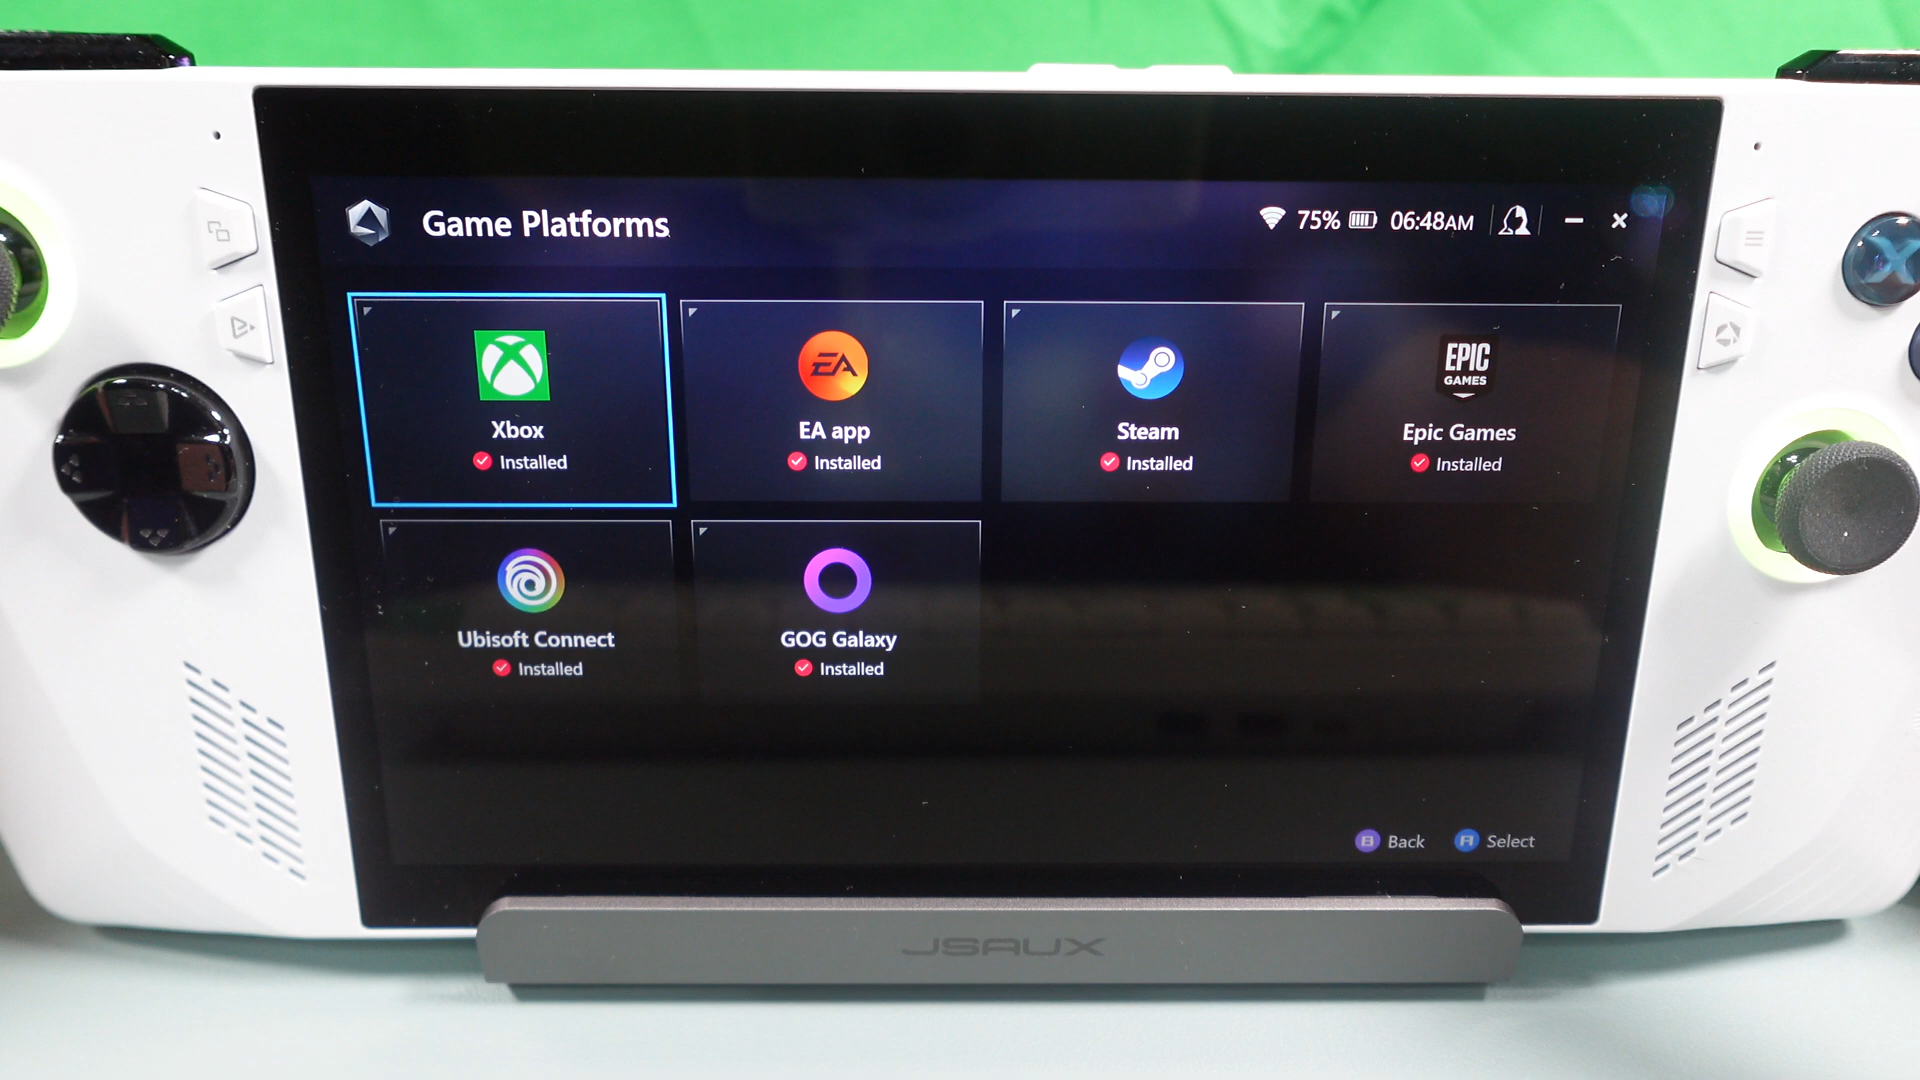 Game Platforms
75% 06:48AM
Xbox
Installed
EA
EA app
Installed
Steam
Installed
EPIC
GAMES
Epic Games
Installed
Ubisoft Connect
Installed
GOG Galaxy
Installed
B Back A Select
JSAUX
X